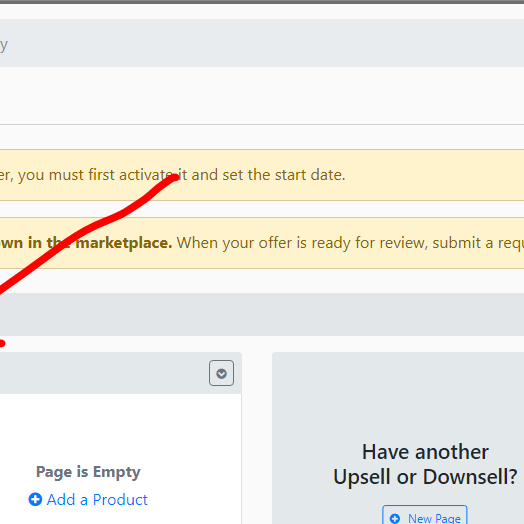 er, you must first activate it and set the start date.
own in the marketplace. When your offer is ready for review, submit a requ
Page is Empty
Add a Product
Have another
Upsell or Downsell?
New Page